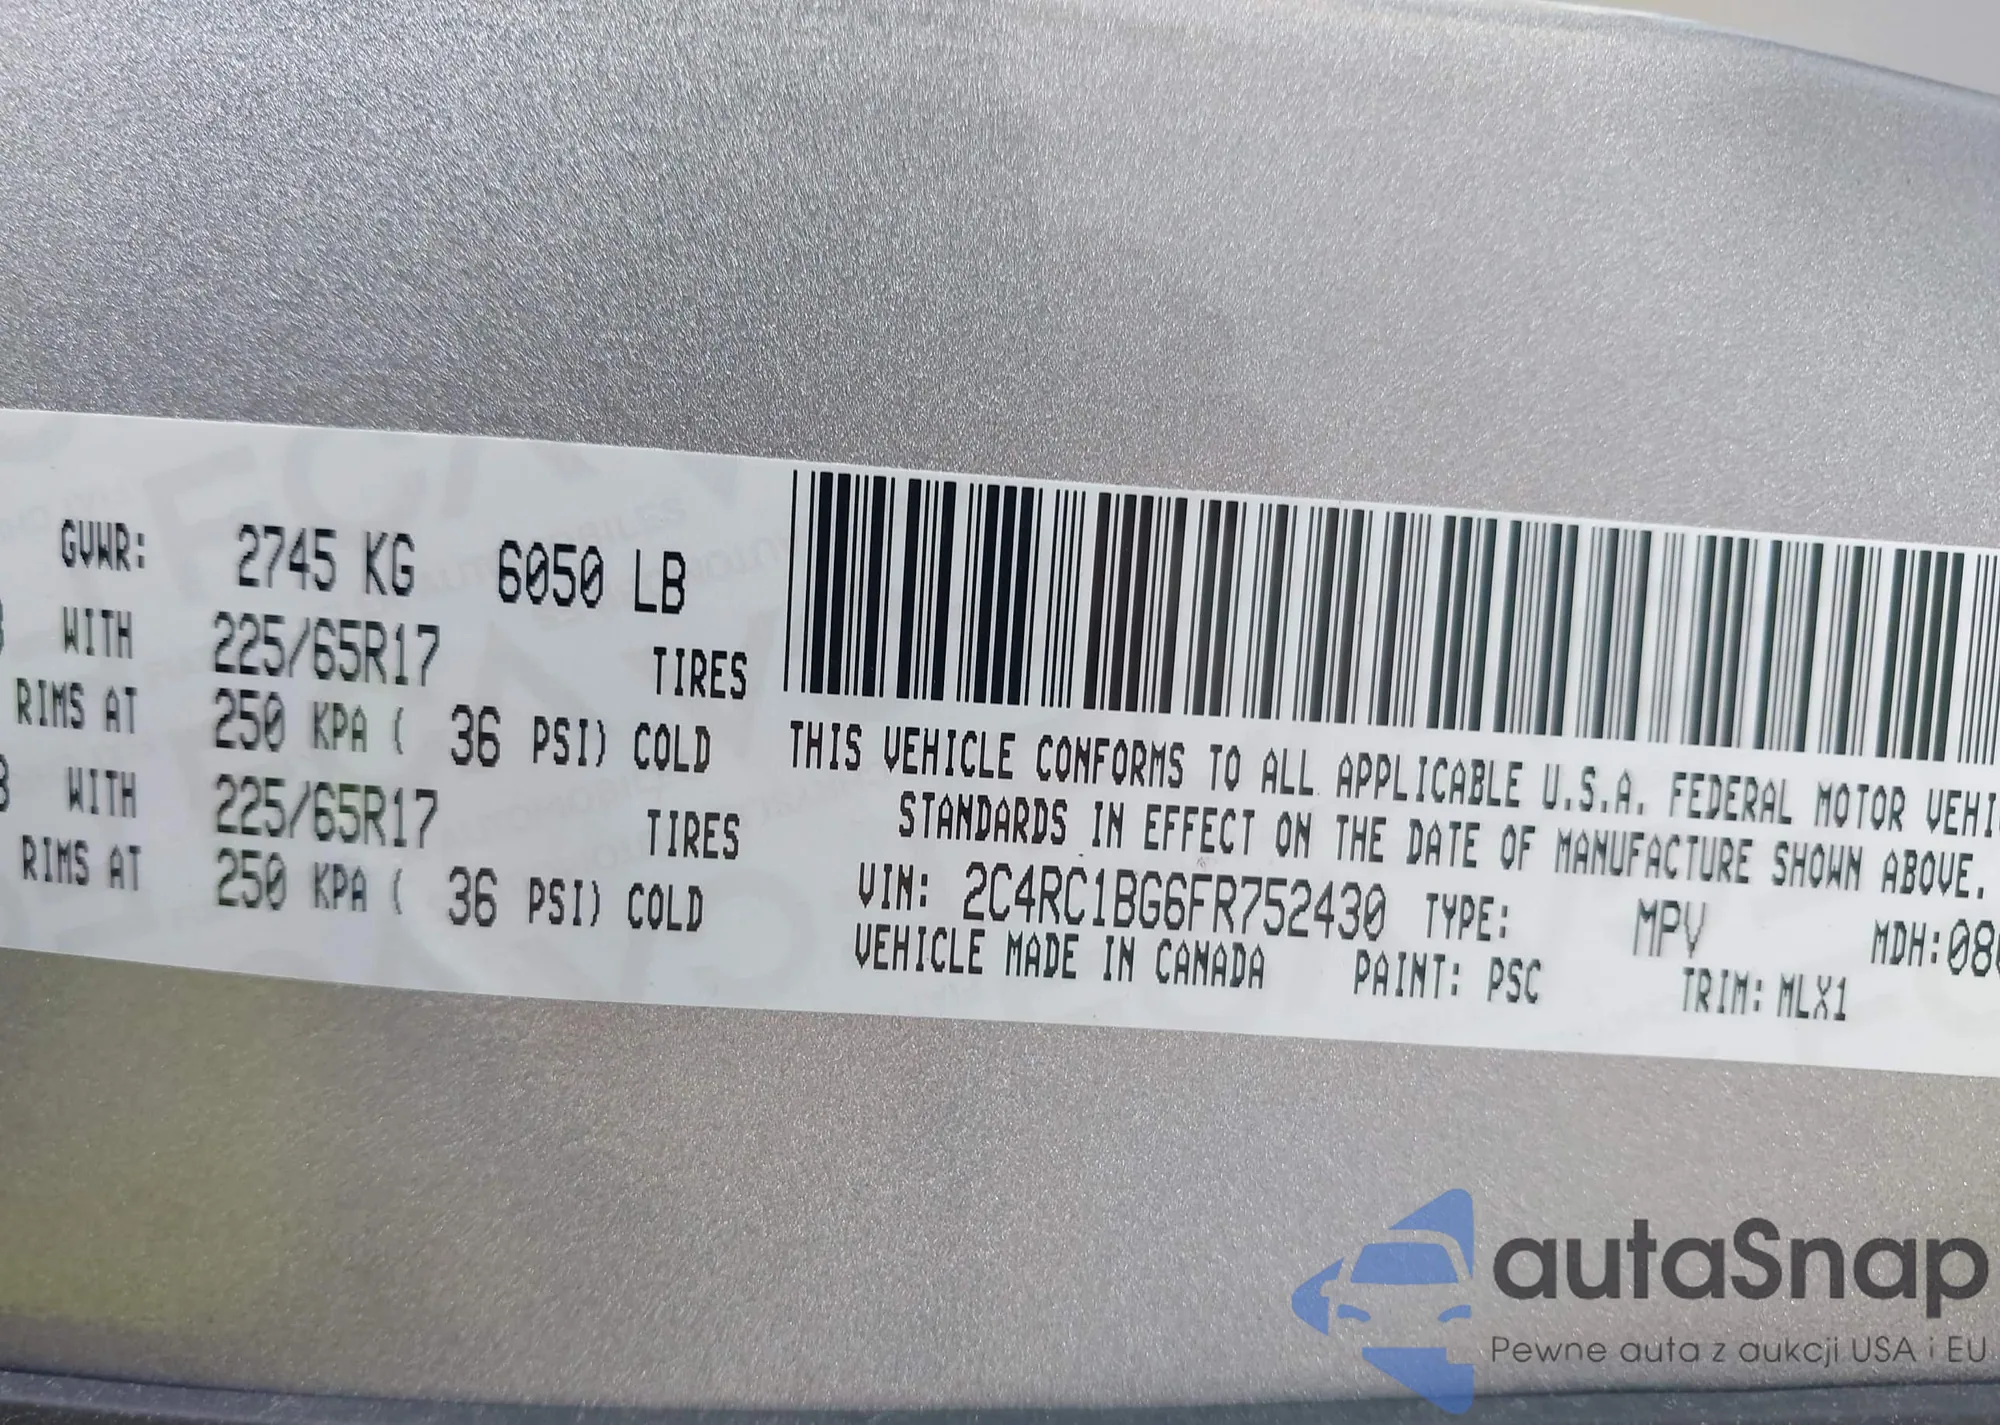 GVWR: 2745 KG 6050 LB
WITH 225/65R17 TIRES
RIMS AT 250 KPA ( 36 PSI) COLD
WITH 225/65R17 TIRES
RIMS AT 250 KPA ( 36 PSI) COLD
THIS VEHICLE CONFORMS TO ALL APPLICABLE U.S.A. FEDERAL MOTOR VEHI
STANDARDS IN EFFECT ON THE DATE OF MANUFACTURE SHOWN ABOVE.
VIN: 2C4RC1BG6FR752430 TYPE: MPV MDH:08
VEHICLE MADE IN CANADA PAINT: PSC TRIM: MLX1
autaSnap
Pewne auta z aukcji USA i EU